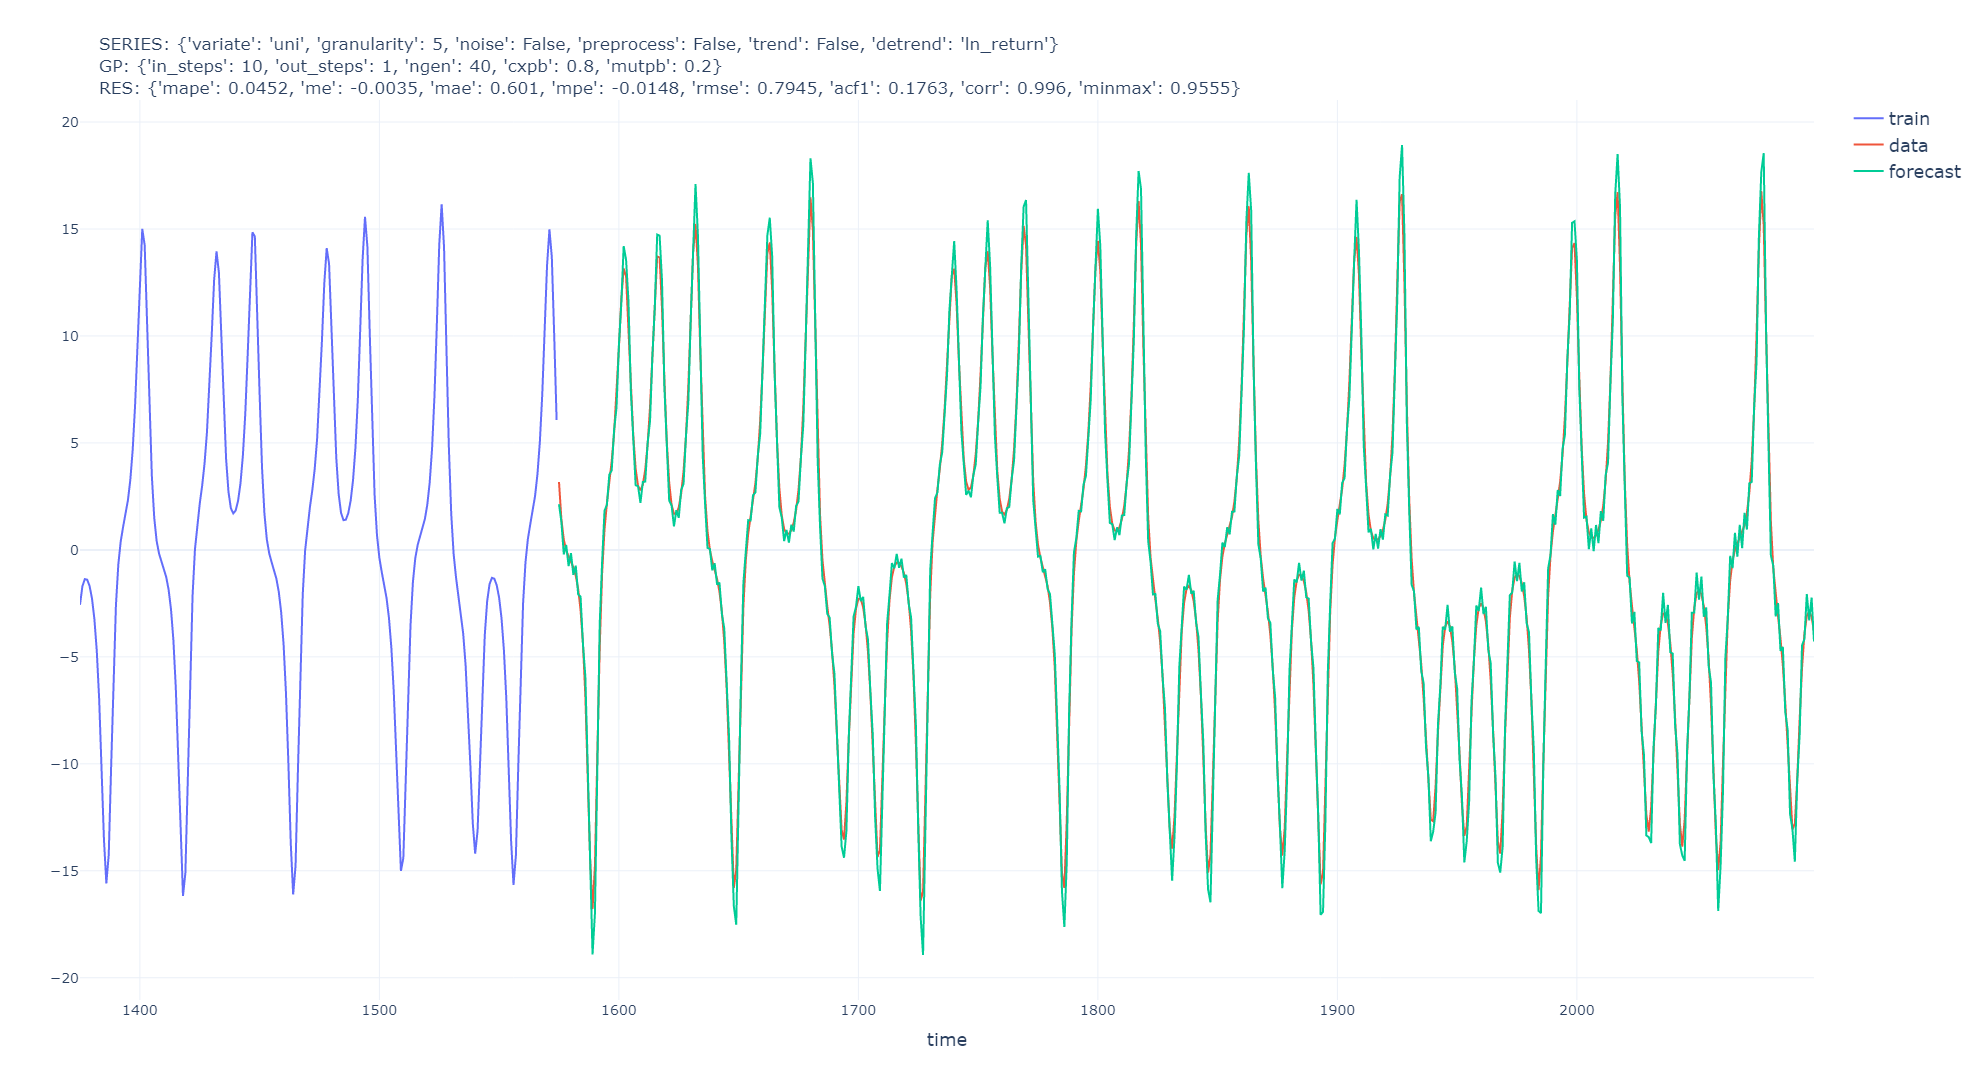 SERIES: {'variate': 'uni', 'granularity': 5, 'noise': False, 'preprocess': False, 'trend': False, 'detrend': 'ln_return'}
GP: {'in_steps': 10, 'out_steps': 1, 'ngen': 40, 'cxpb': 0.8, 'mutpb': 0.2}
RES: {'mape': 0.0452, 'me': -0.0035, 'mae': 0.601, 'mpe': -0.0148, 'rmse': 0.7945, 'acf1': 0.1763, 'corr': 0.996, 'minmax': 0.9555}
train
data
forecast
20
15
10
5
0
−5
−10
−15
−20
1400 1500 1600 1700 1800 1900 2000
time